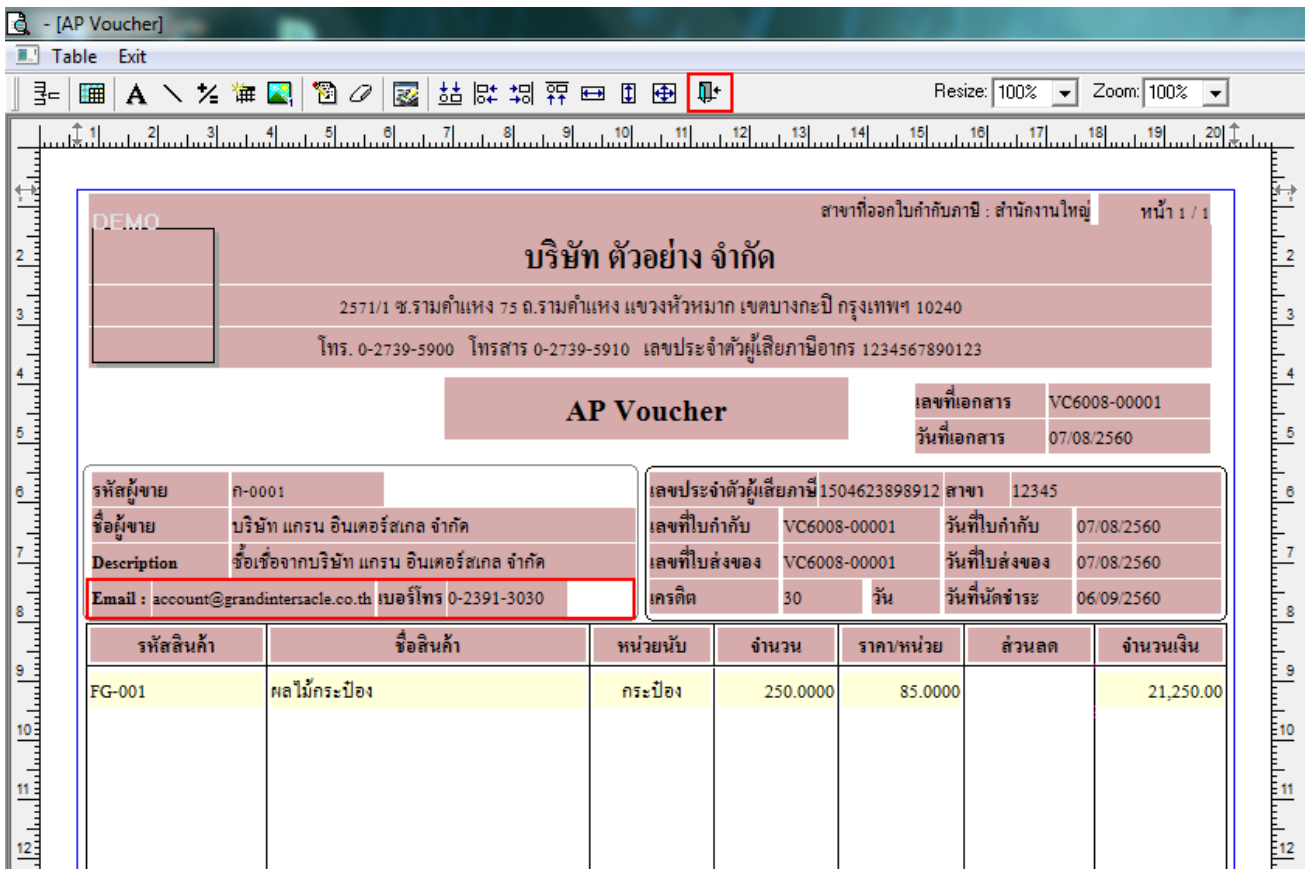 - [AP Voucher]
Table Exit
Resize: 100% Zoom: 100%
1 2 3 4 5 6 7 8 9 10 11 12 13 14 15 16 17 18 19 20
DEMO
สาขาที่ออกใบกำกับภาษี : สำนักงานใหญ่ หน้า 1 / 1
บริษัท ตัวอย่าง จำกัด
2571/1 ซ.รามคำแหง 75 ถ.รามคำแหง แขวงหัวหมาก เขตบางกะปิ กรุงเทพฯ 10240
โทร. 0-2739-5900 โทรสาร 0-2739-5910 เลขประจำตัวผู้เสียภาษีอากร 1234567890123
AP Voucher
เลขที่เอกสาร VC6008-00001
วันที่เอกสาร 07/08/2560
รหัสผู้ขาย ก-0001
ชื่อผู้ขาย บริษัท แกรน อินเตอร์สเกล จำกัด
Description ซื้อเชื่อจากบริษัท แกรน อินเตอร์สเกล จำกัด
Email : account@grandintersacle.co.th เบอร์โทร 0-2391-3030
เลขประจำตัวผู้เสียภาษี 1504623898912 สาขา 12345
เลขที่ใบกำกับ VC6008-00001 วันที่ใบกำกับ 07/08/2560
เลขที่ใบส่งของ VC6008-00001 วันที่ใบส่งของ 07/08/2560
เครดิต 30 วัน วันที่นัดชำระ 06/09/2560
รหัสสินค้า ชื่อสินค้า หน่วยนับ จำนวน ราคา/หน่วย ส่วนลด จำนวนเงิน
FG-001 ผลไม้กระป๋อง กระป๋อง 250.0000 85.0000 21,250.00